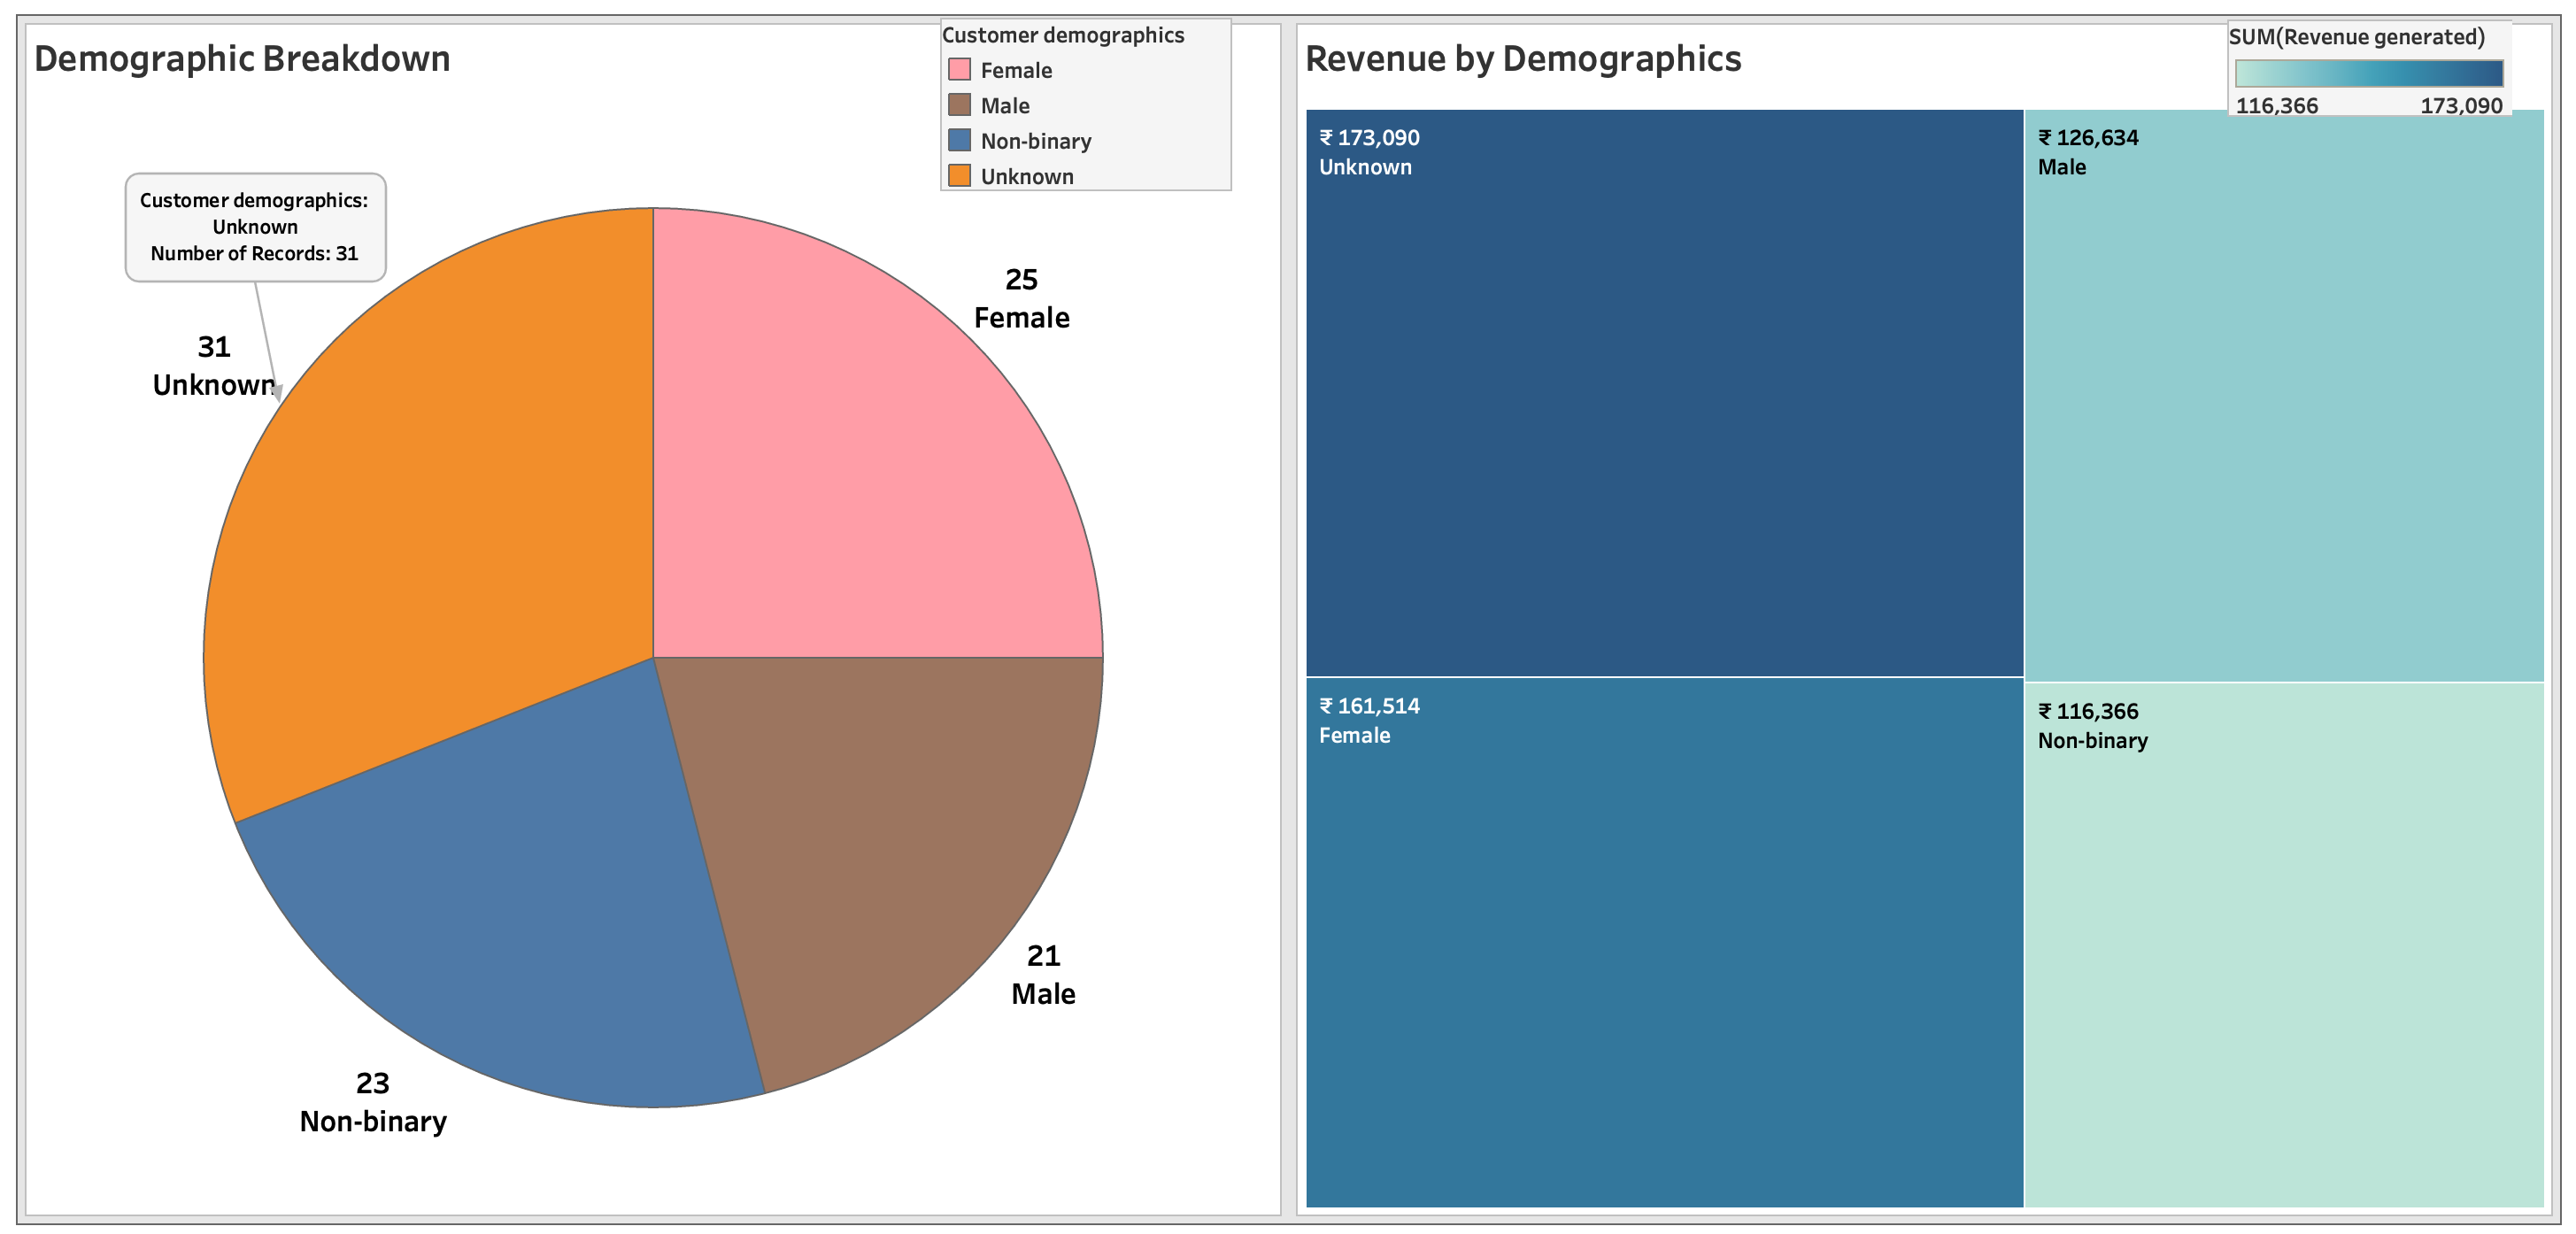 Demographic Breakdown
Customer demographics
Female
Male
Non-binary
Unknown
Customer demographics:
Unknown
Number of Records: 31
31
Unknown
25
Female
21
Male
23
Non-binary
Revenue by Demographics
SUM(Revenue generated)
116,366 173,090
₹ 173,090
Unknown
₹ 126,634
Male
₹ 161,514
Female
₹ 116,366
Non-binary